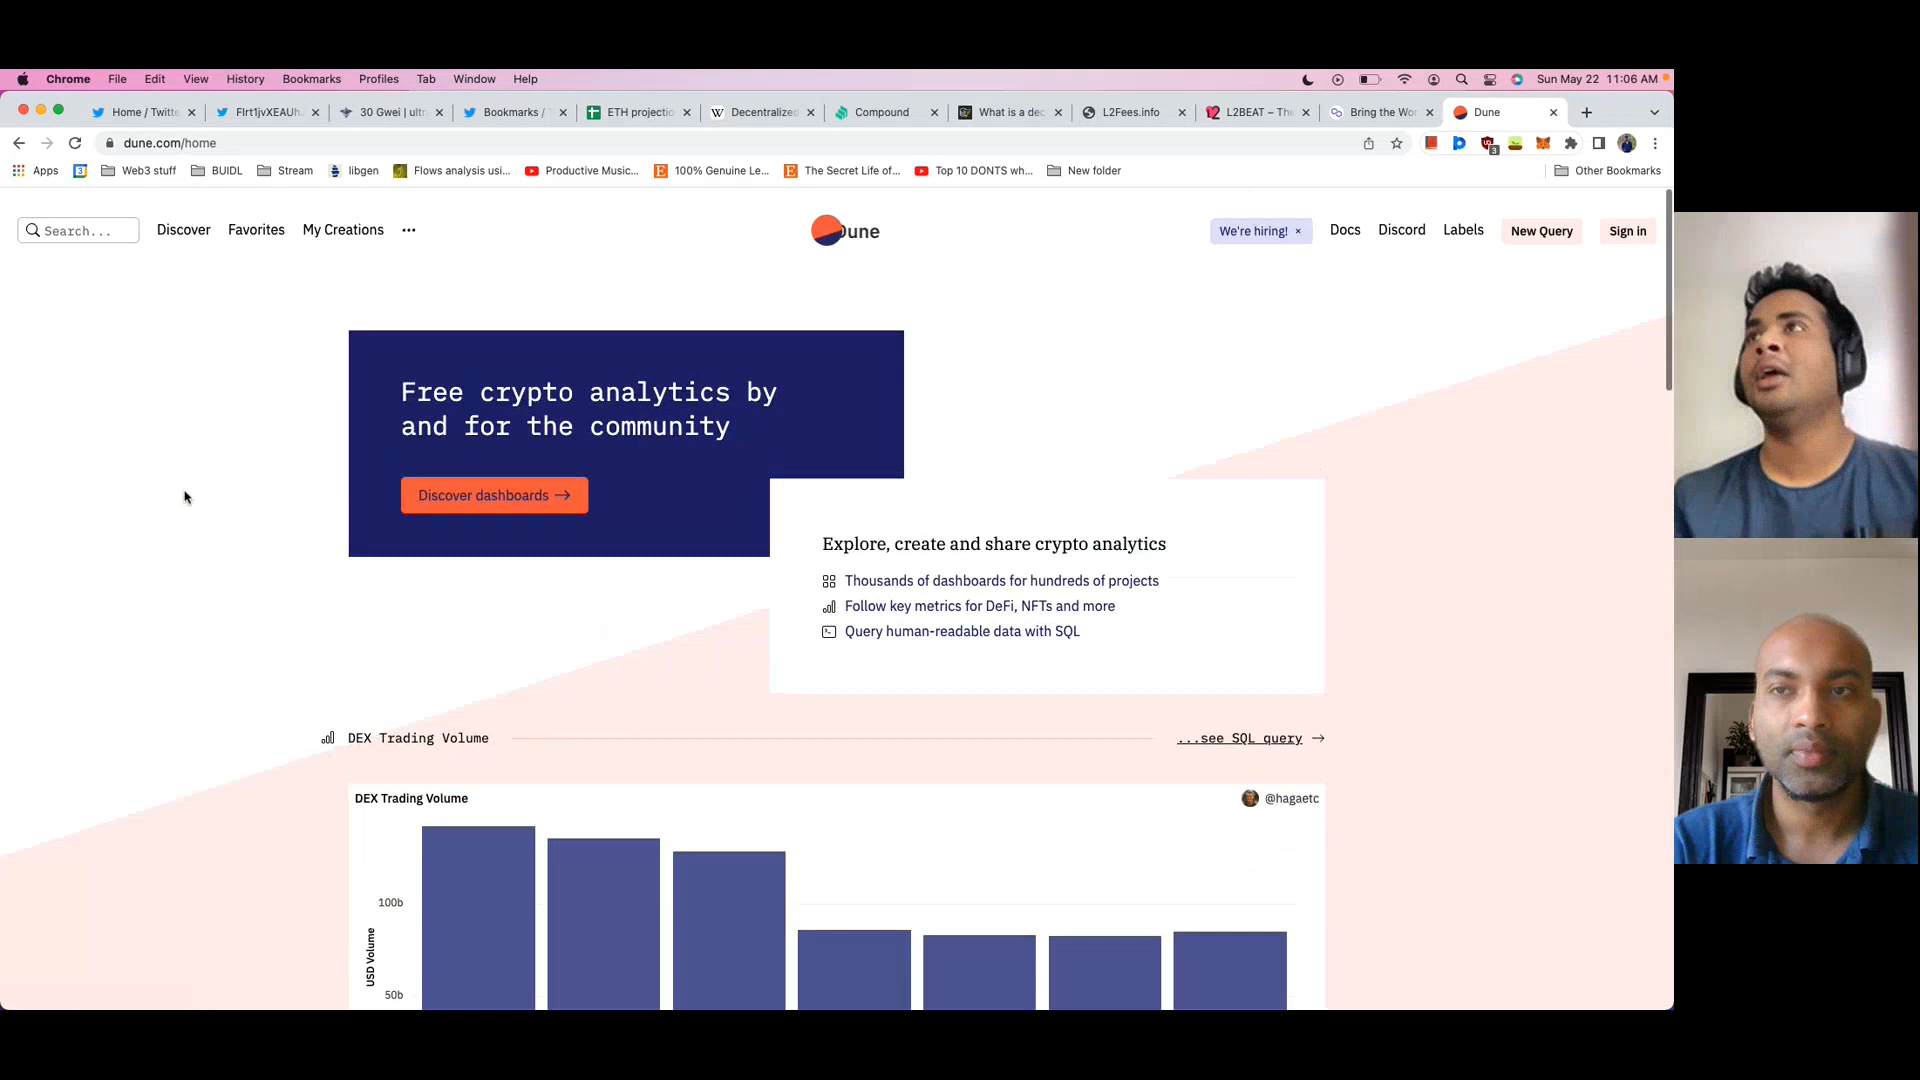 Chrome File Edit View History Bookmarks Profiles Tab Window Help Sun May 22 11:06 AM
Home / Twitte FIrt1jvXEAUh. 30 Gwei | ultr Bookmarks / T ETH projectio Decentralized Compound What is a dec L2Fees.info L2BEAT – The Bring the Wor Dune
dune.com/home
Apps Web3 stuff BUIDL Stream libgen Flows analysis usi... Productive Music... 100% Genuine Le... The Secret Life of... Top 10 DONTS wh... New folder Other Bookmarks
Search... Discover Favorites My Creations ••• Dune We're hiring! × Docs Discord Labels New Query Sign in
Free crypto analytics by
and for the community
Discover dashboards →
Explore, create and share crypto analytics
Thousands of dashboards for hundreds of projects
Follow key metrics for DeFi, NFTs and more
Query human-readable data with SQL
DEX Trading Volume ...see SQL query →
DEX Trading Volume @hagaetc
100b
USD Volume
50b